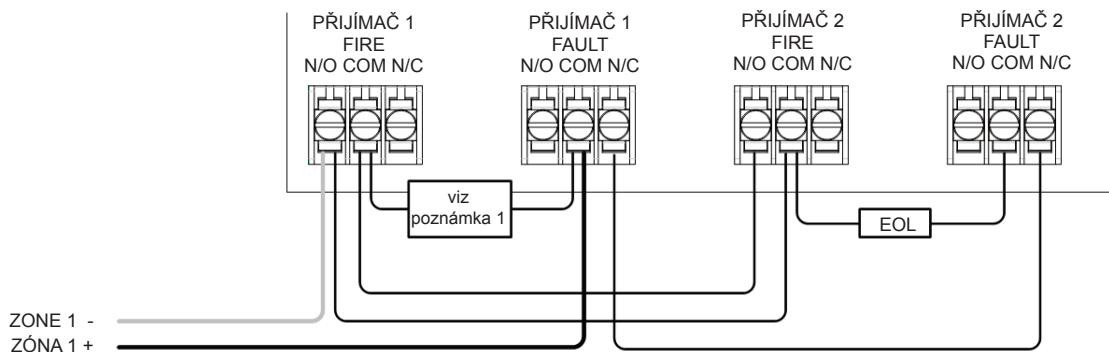 PŘIJÍMAČ 1
FIRE
N/O COM N/C
PŘIJÍMAČ 1
FAULT
N/O COM N/C
PŘIJÍMAČ 2
FIRE
N/O COM N/C
PŘIJÍMAČ 2
FAULT
N/O COM N/C
viz
poznámka 1
EOL
ZONE 1 -
ZÓNA 1 +